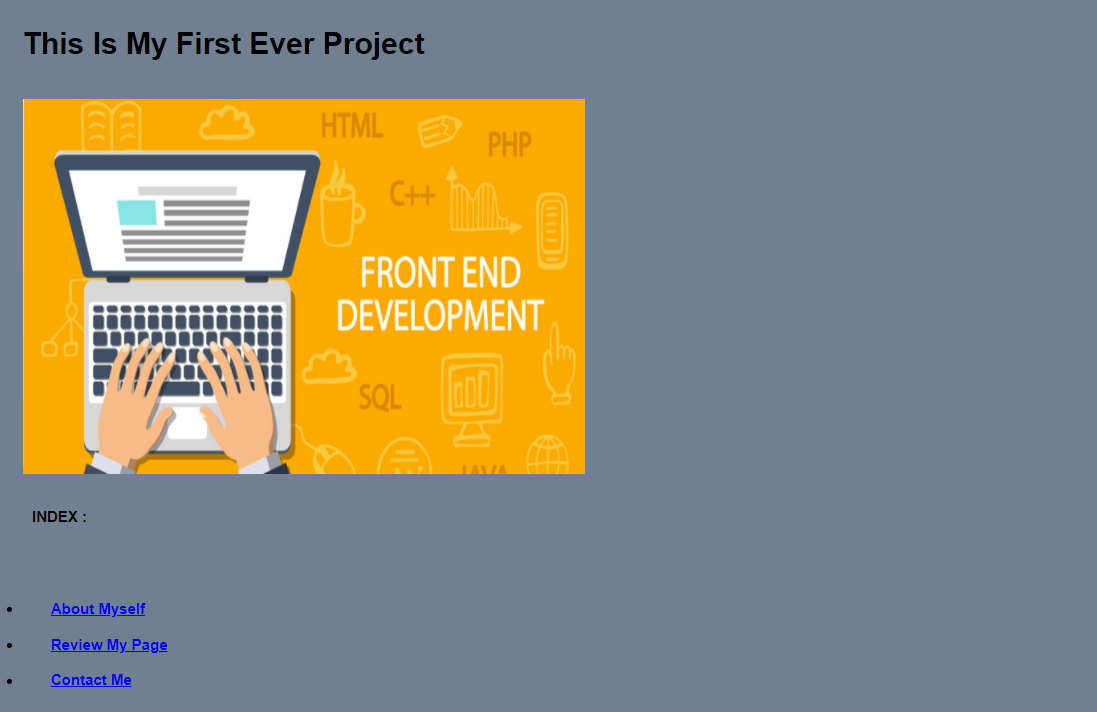 This Is My First Ever Project
HTML
PHP
C++
FRONT END
DEVELOPMENT
SQL
JAVA
INDEX :
About Myself
Review My Page
Contact Me